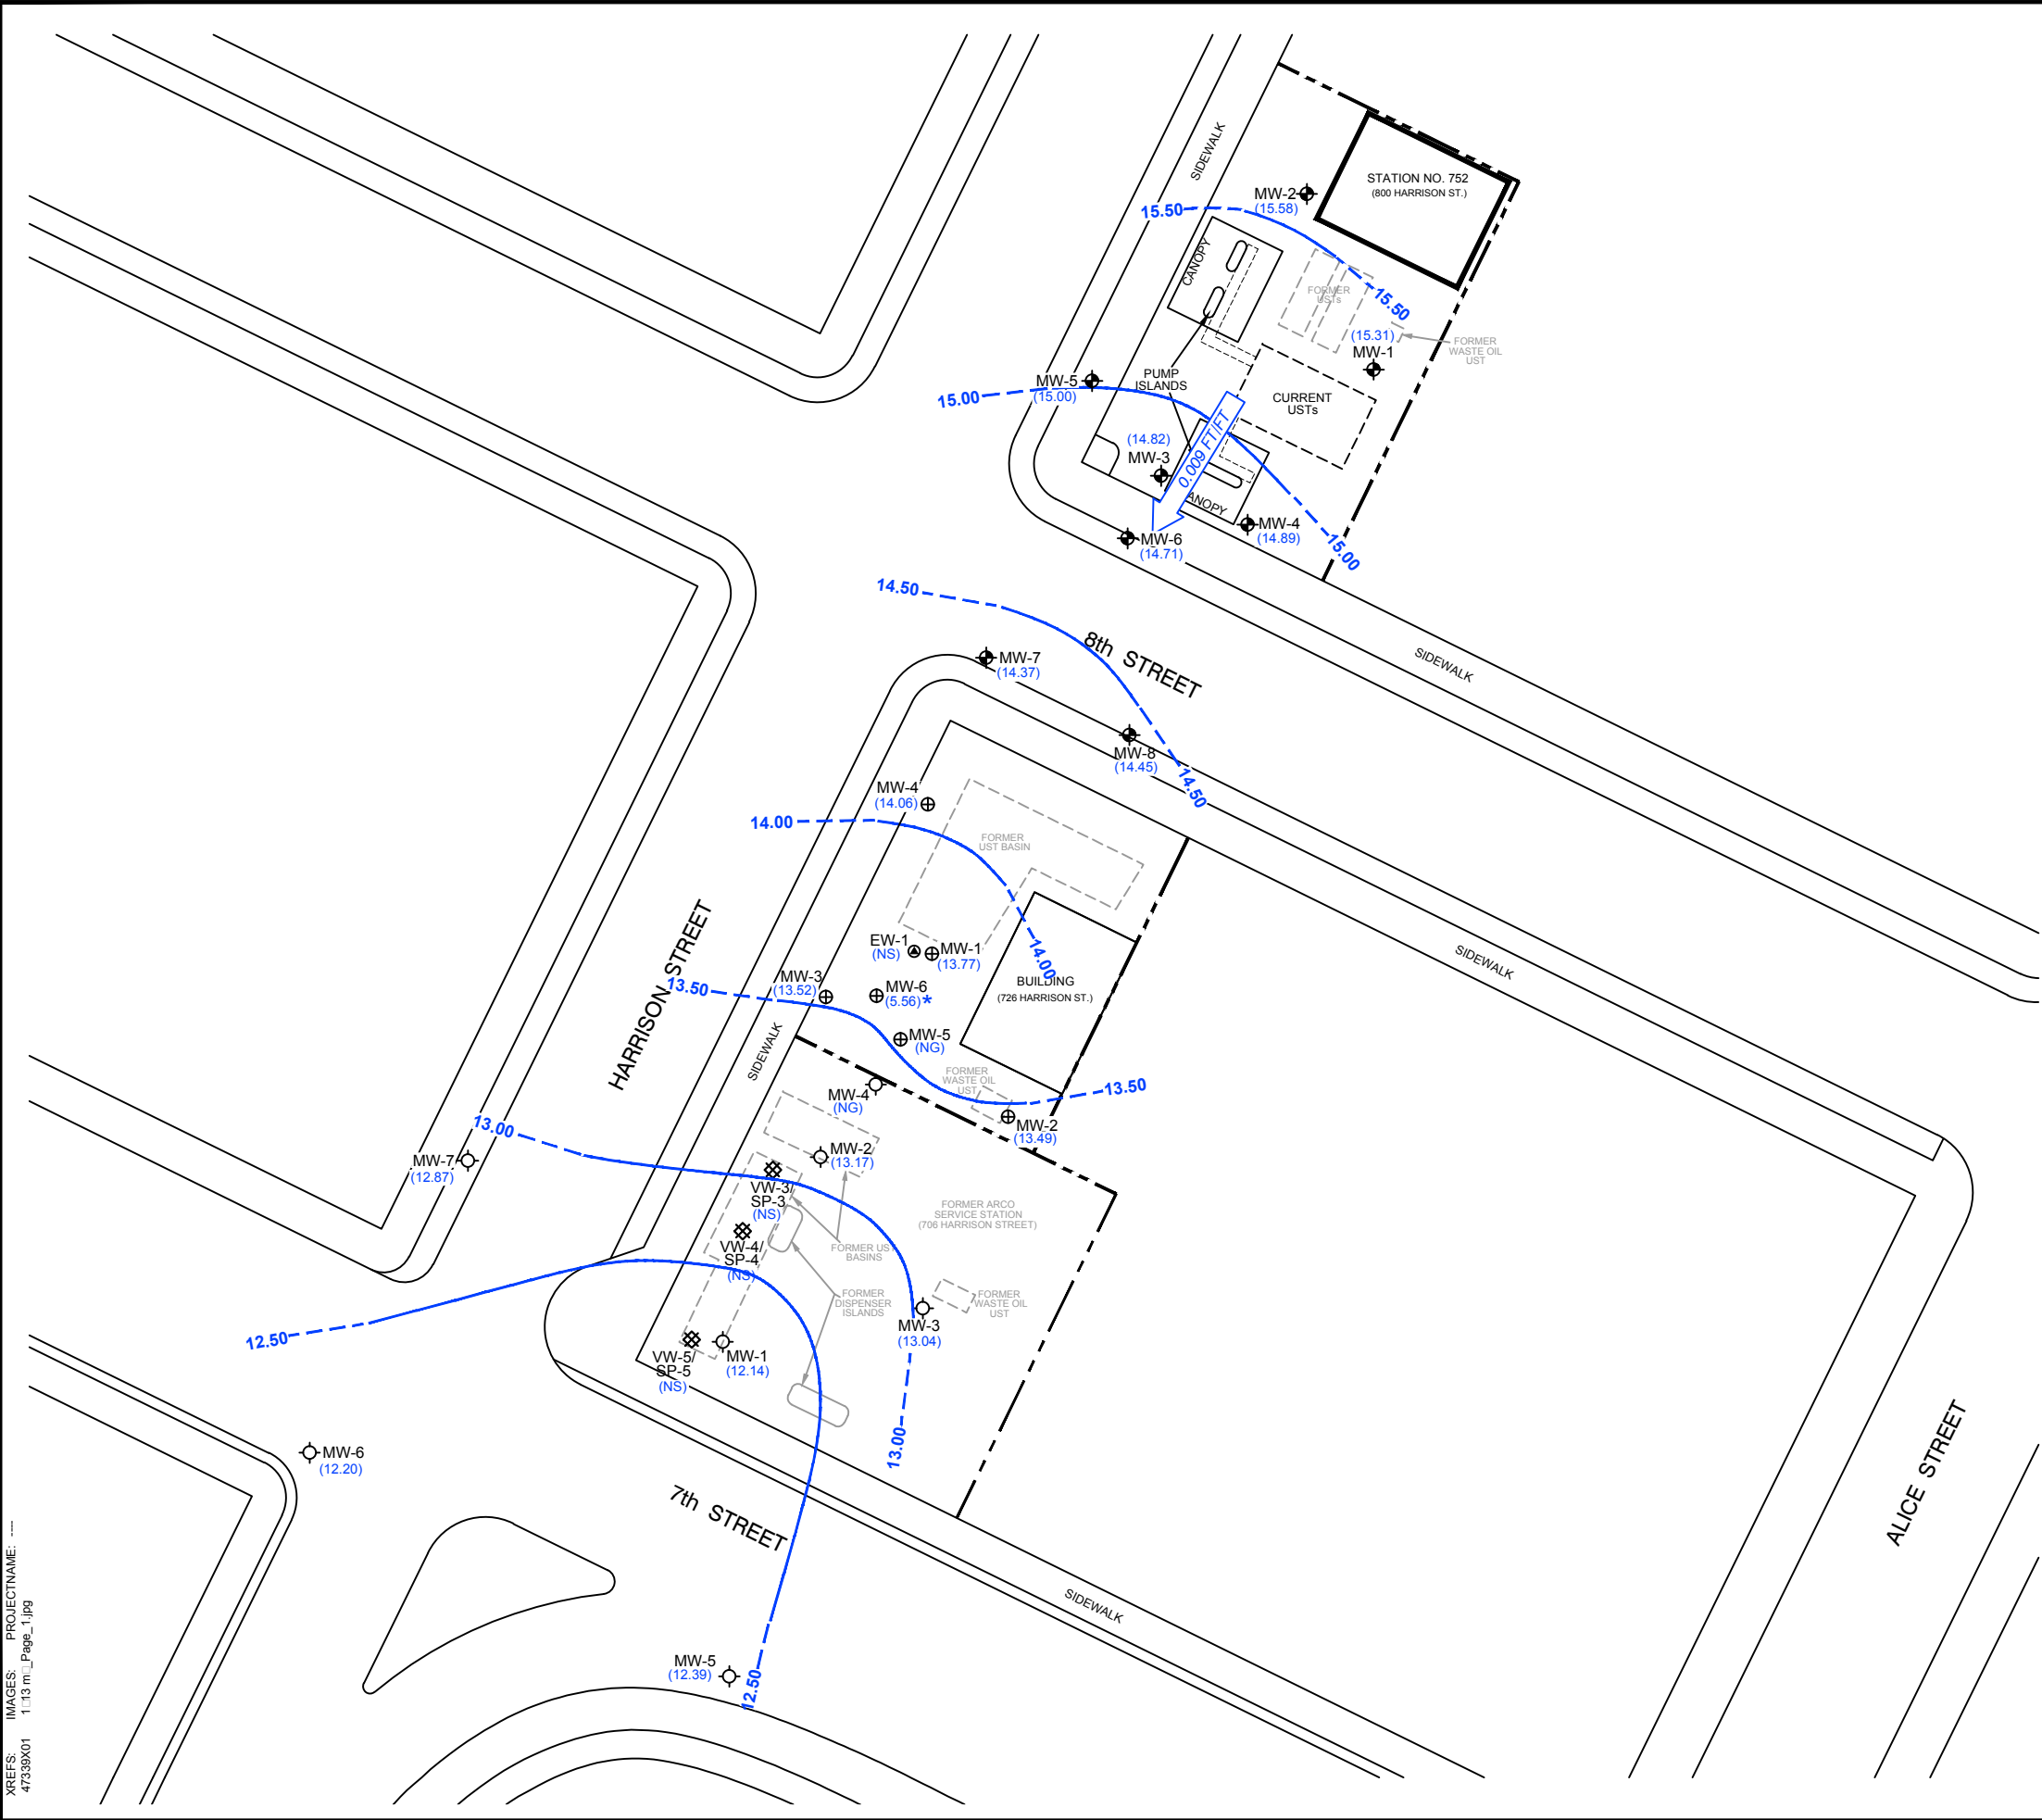 SIDEWALK
STATION NO. 752
(800 HARRISON ST.)
MW-2
(15.58)
15.50
CANOPY
FORMER
USTs
15.50
(15.31)
MW-1
FORMER
WASTE OIL
UST
MW-5
(15.00)
15.00
PUMP
ISLANDS
CURRENT
USTs
0.009 FT/FT
(14.82)
MW-3
ANOPY
MW-4
(14.89)
MW-6
(14.71)
15.00
14.50
8th STREET
SIDEWALK
MW-7
(14.37)
MW-8
(14.45)
14.50
MW-4
(14.06)
14.00
FORMER
UST BASIN
HARRISON STREET
EW-1
(NS)
MW-1
(13.77)
14.00
SIDEWALK
MW-3
(13.52)
13.50
MW-6
(5.56)*
BUILDING
(726 HARRISON ST.)
MW-5
(NG)
SIDEWALK
FORMER
WASTE OIL
UST
13.50
MW-4
(NG)
MW-2
(13.49)
13.00
MW-7
(12.87)
MW-2
(13.17)
VW-3/
SP-3
(NS)
FORMER ARCO
SERVICE STATION
(706 HARRISON STREET)
VW-4/
SP-4
(NS)
FORMER UST
BASINS
FORMER
DISPENSER
ISLANDS
FORMER
WASTE OIL
UST
12.50
MW-3
(13.04)
VW-5/
SP-5
(NS)
MW-1
(12.14)
13.00
MW-6
(12.20)
7th STREET
ALICE STREET
SIDEWALK
MW-5
(12.39)
12.50
XREFS: IMAGES: PROJECTNAME: ----
47339X01